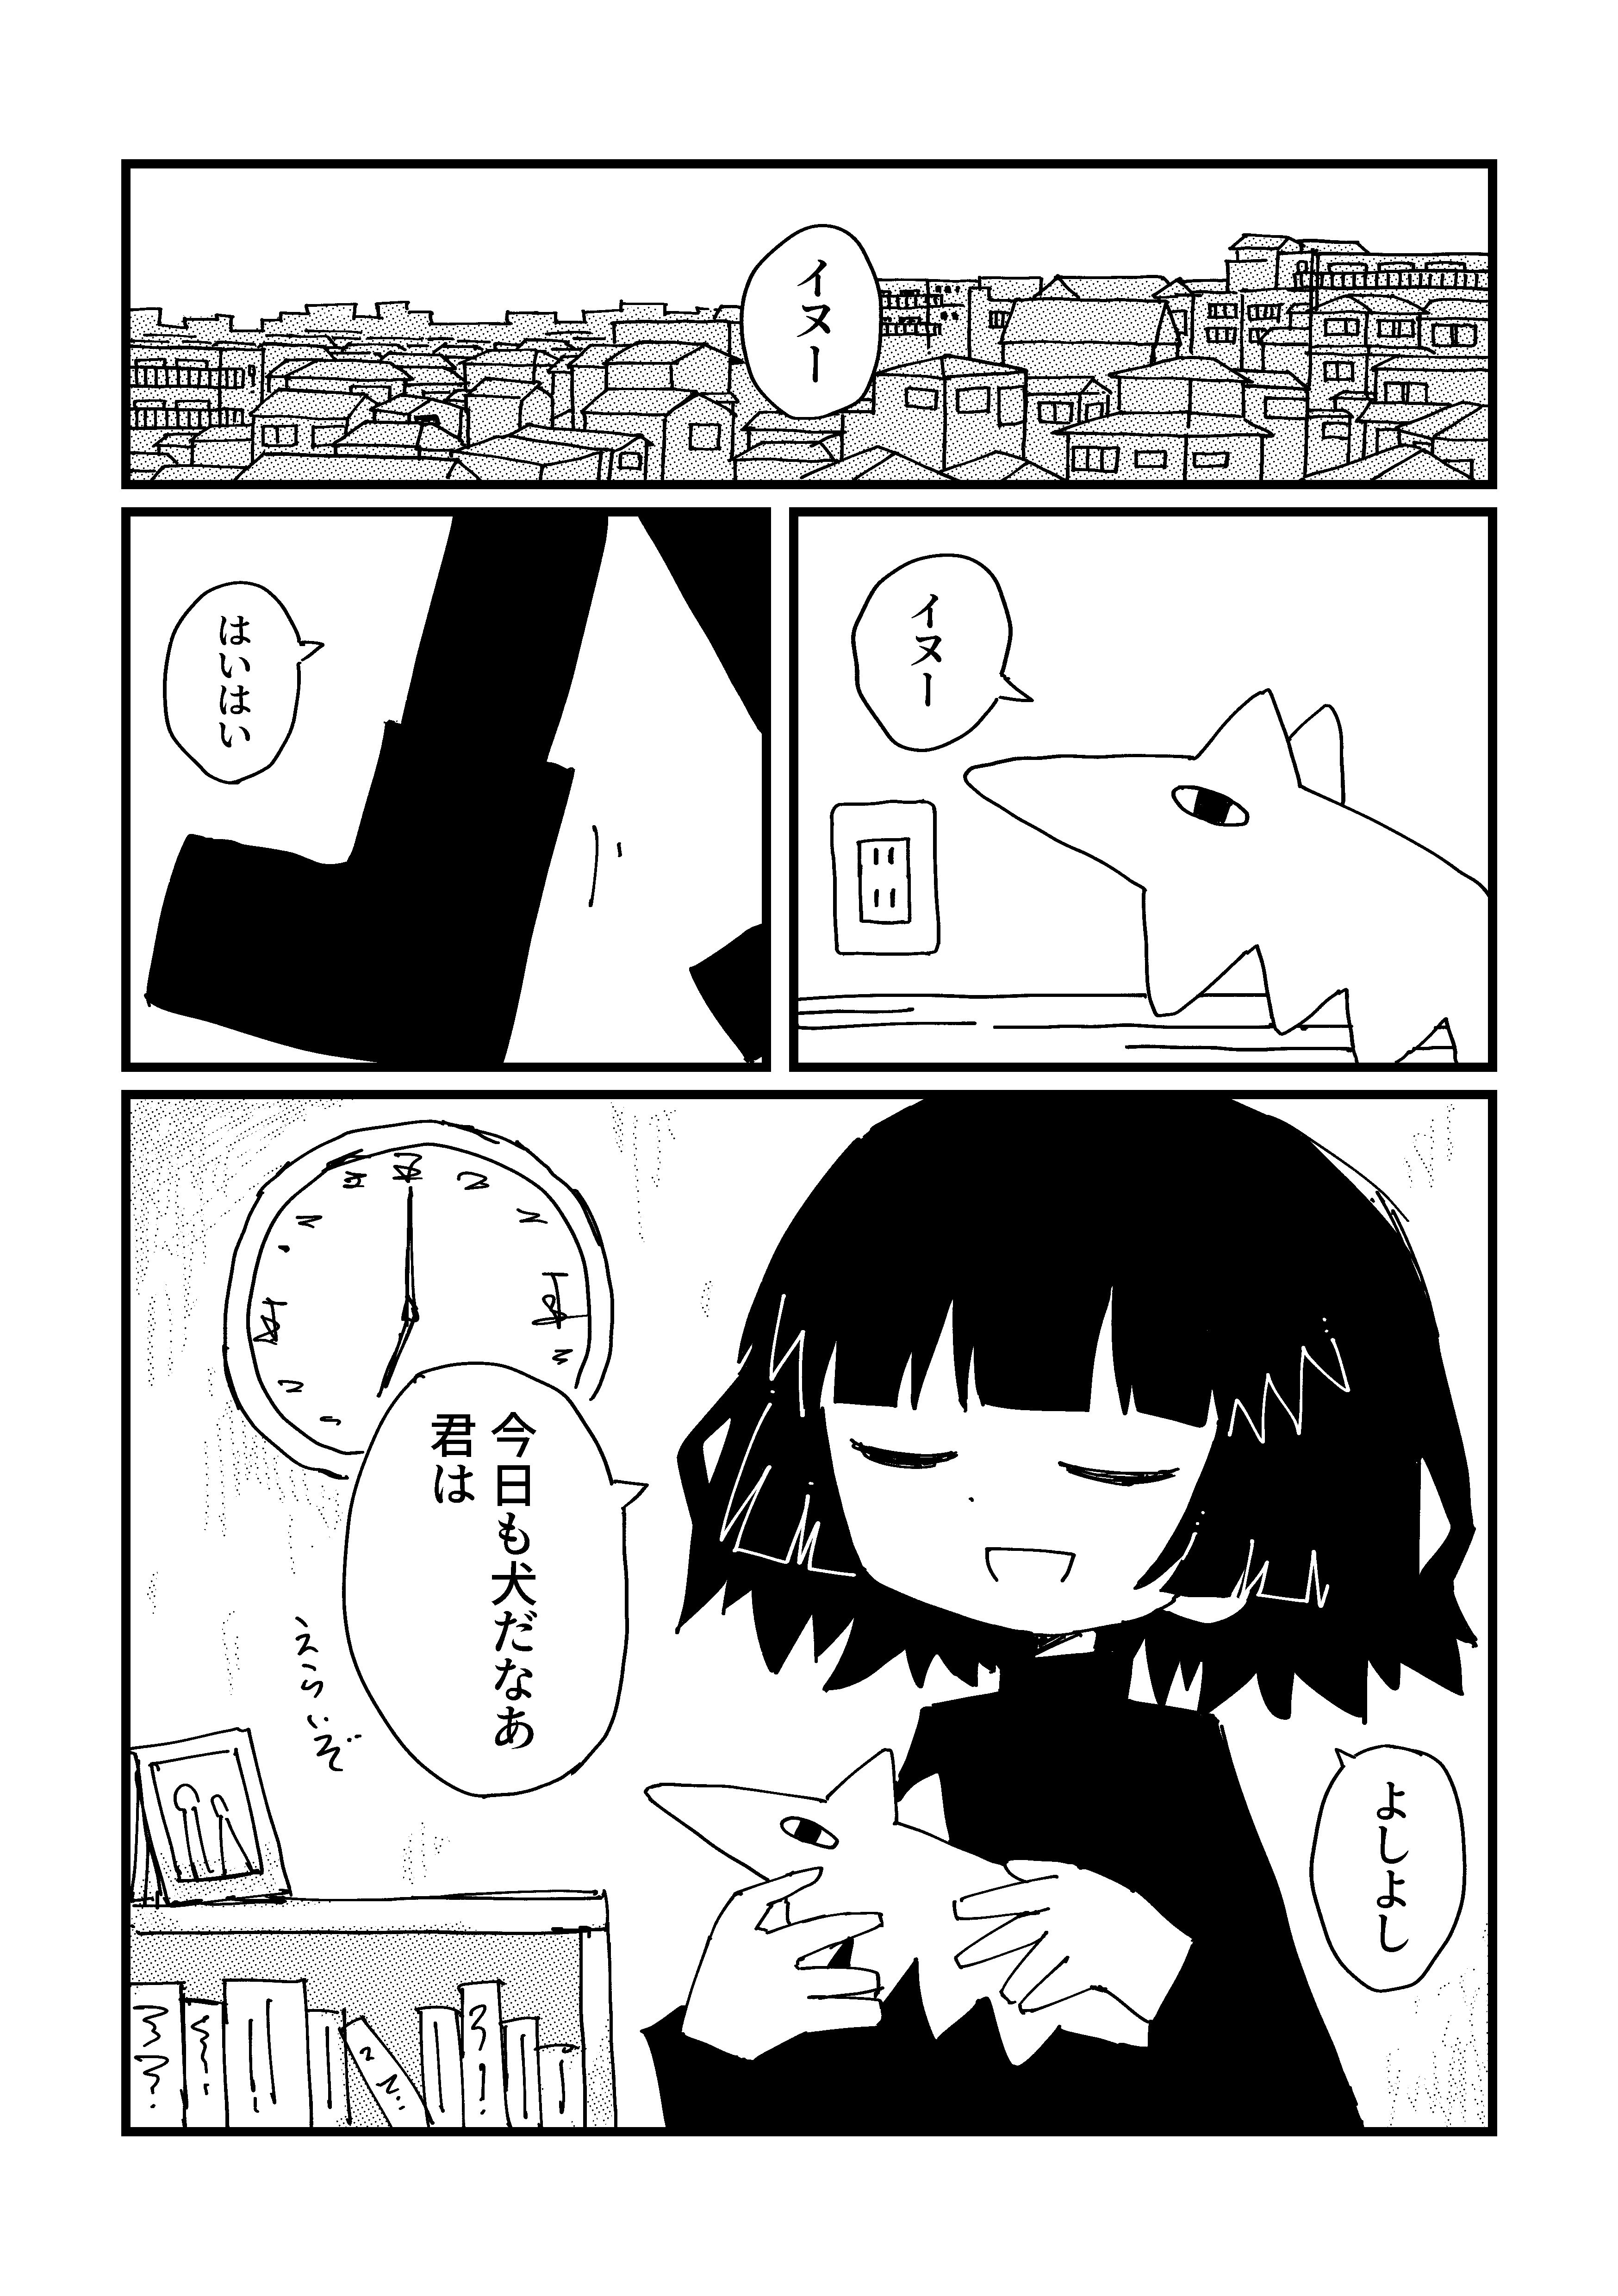 イヌー
イヌー
はいはい
よしよし
今日も犬だなあ
君は
えらいぞ